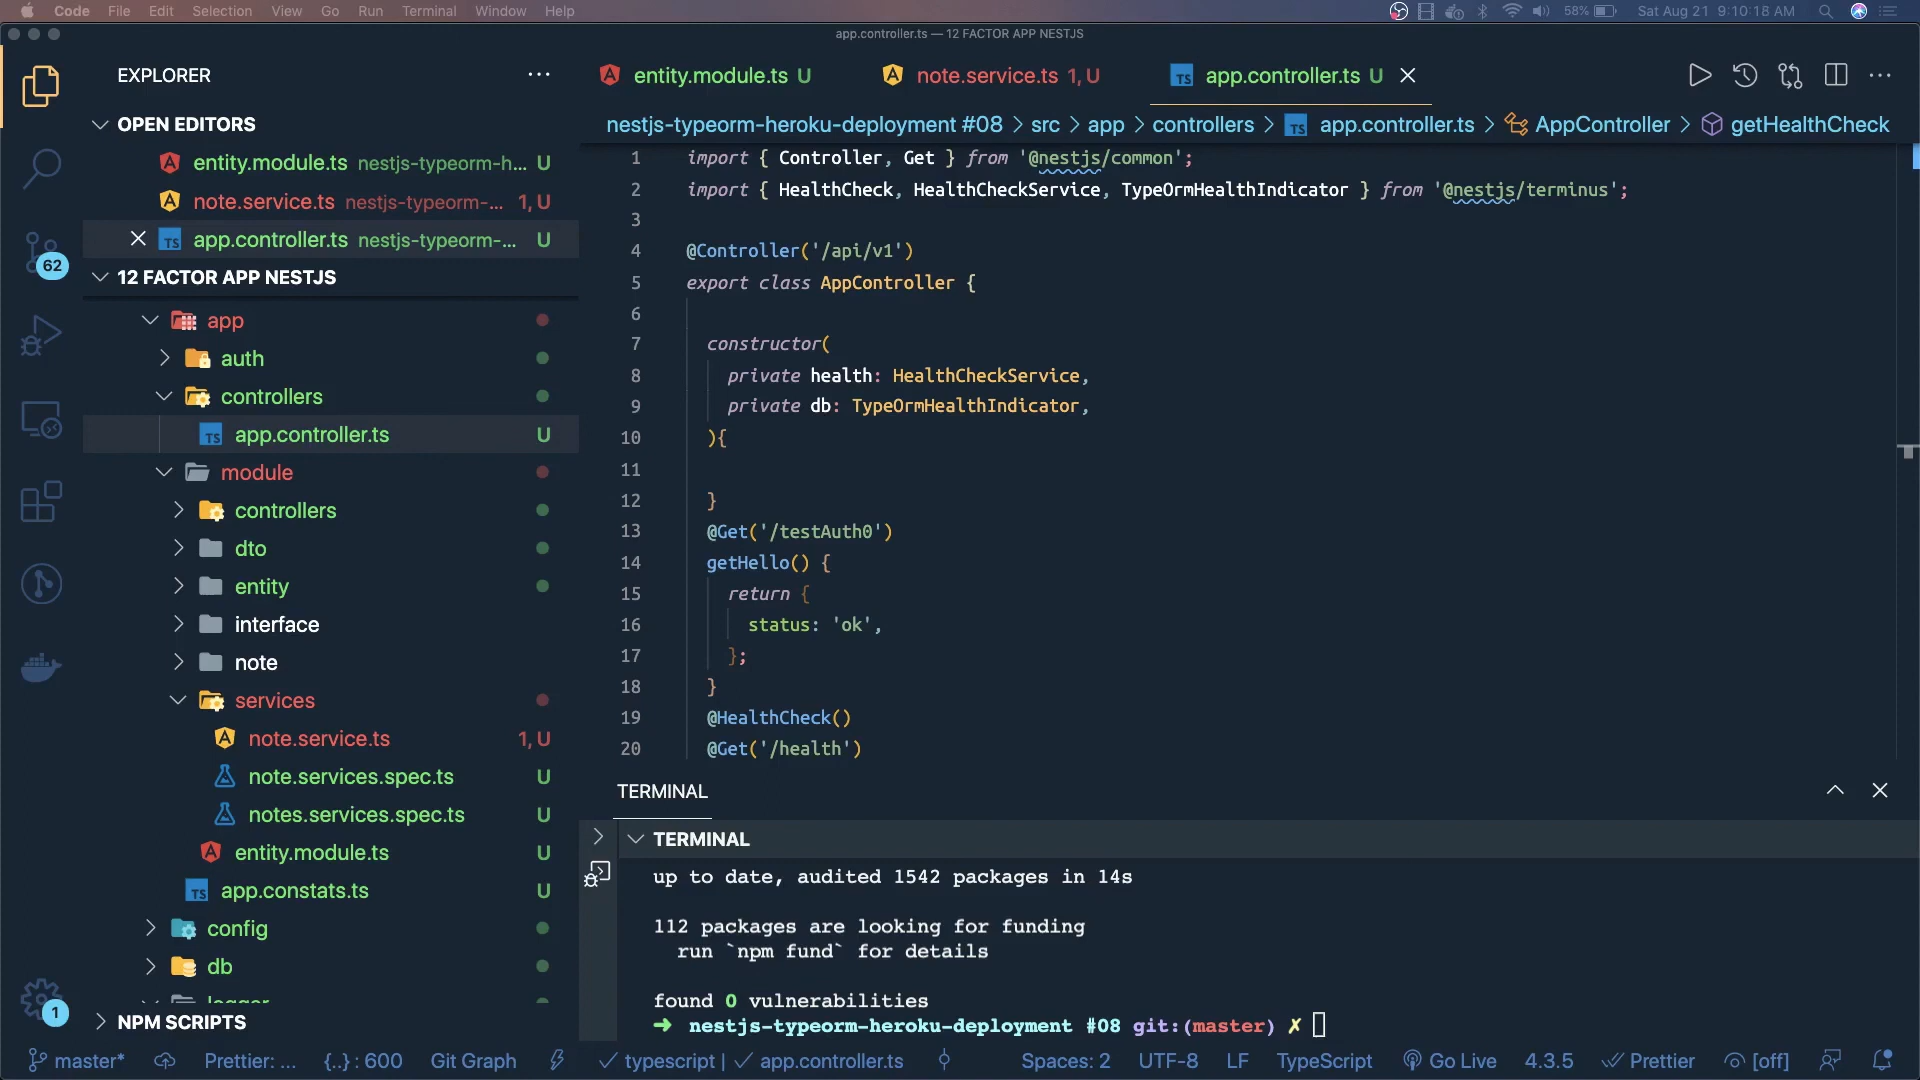 Code File Edit Selection View Go Run Terminal Window Help 58% Sat Aug 21 9:10:18 AM
app.controller.ts — 12 FACTOR APP NESTJS
EXPLORER
OPEN EDITORS
entity.module.ts nestjs-typeorm-h... U
note.service.ts nestjs-typeorm-... 1, U
TS app.controller.ts nestjs-typeorm-... U
12 FACTOR APP NESTJS
app
auth
controllers
TS app.controller.ts U
module
controllers
dto
entity
interface
note
services
note.service.ts 1, U
note.services.spec.ts U
notes.services.spec.ts U
entity.module.ts U
TS app.constats.ts U
config
db
logger
NPM SCRIPTS
62
1
entity.module.ts U note.service.ts 1, U TS app.controller.ts U
nestjs-typeorm-heroku-deployment #08 > src > app > controllers > TS app.controller.ts > AppController > getHealthCheck
1 import { Controller, Get } from '@nestjs/common';
2 import { HealthCheck, HealthCheckService, TypeOrmHealthIndicator } from '@nestjs/terminus';
3
4 @Controller('/api/v1')
5 export class AppController {
6
7 constructor(
8 private health: HealthCheckService,
9 private db: TypeOrmHealthIndicator,
10 ){
11
12 }
13 @Get('/testAuth0')
14 getHello() {
15 return {
16 status: 'ok',
17 };
18 }
19 @HealthCheck()
20 @Get('/health')
TERMINAL
TERMINAL
up to date, audited 1542 packages in 14s
112 packages are looking for funding
run `npm fund` for details
found 0 vulnerabilities
➜ nestjs-typeorm-heroku-deployment #08 git:(master) ✗
master* Prettier: ... {..} : 600 Git Graph typescript | app.controller.ts Spaces: 2 UTF-8 LF TypeScript Go Live 4.3.5 Prettier [off]